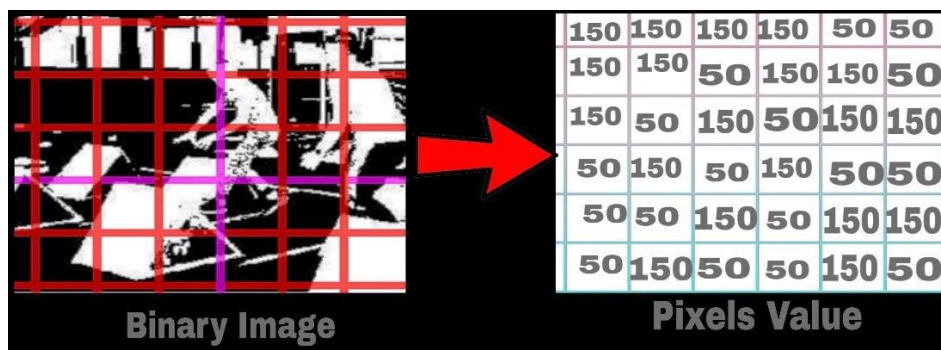 150 150 150 150 50 50
150 150 50 150 150 50
150 50 150 50 150 150
50 150 50 150 50 50
50 50 150 50 150 150
50 150 50 50 150 50
Binary Image
Pixels Value